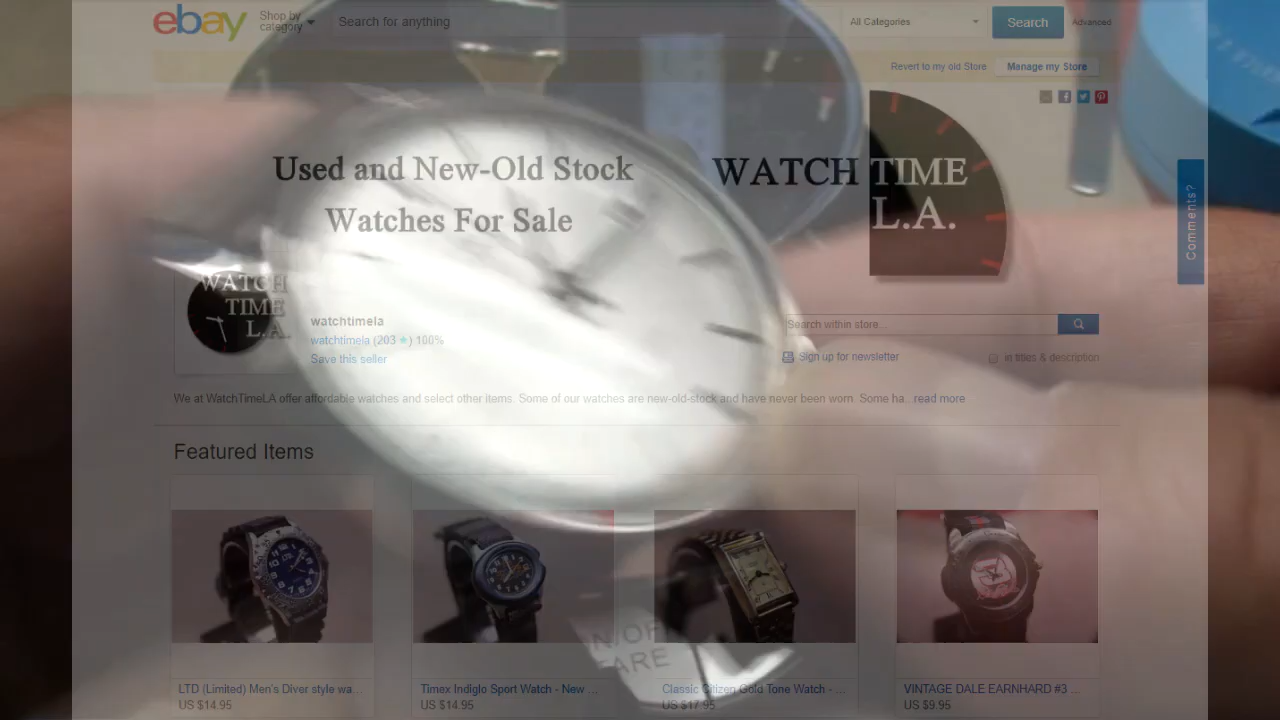 ebay
Shop by category
Search for anything
All Categories
Search
Advanced
Revert to my old Store
Manage my Store
Used and New-Old Stock
Watches For Sale
WATCH TIME
L.A.
Comments?
WATCH
TIME
L.A.
watchtimela
watchtimela (203 ★) 100%
Save this seller
Search within store...
Sign up for newsletter
in titles & description
We at WatchTimeLA offer affordable watches and select other items. Some of our watches are new-old-stock and have never been worn. Some ha...read more
Featured Items
LTD (Limited) Men's Diver style wa...
US $14.95
Timex Indiglo Sport Watch - New ...
US $14.95
Classic Citizen Gold Tone Watch - ...
US $17.95
VINTAGE DALE EARNHARD #3 ...
US $9.95